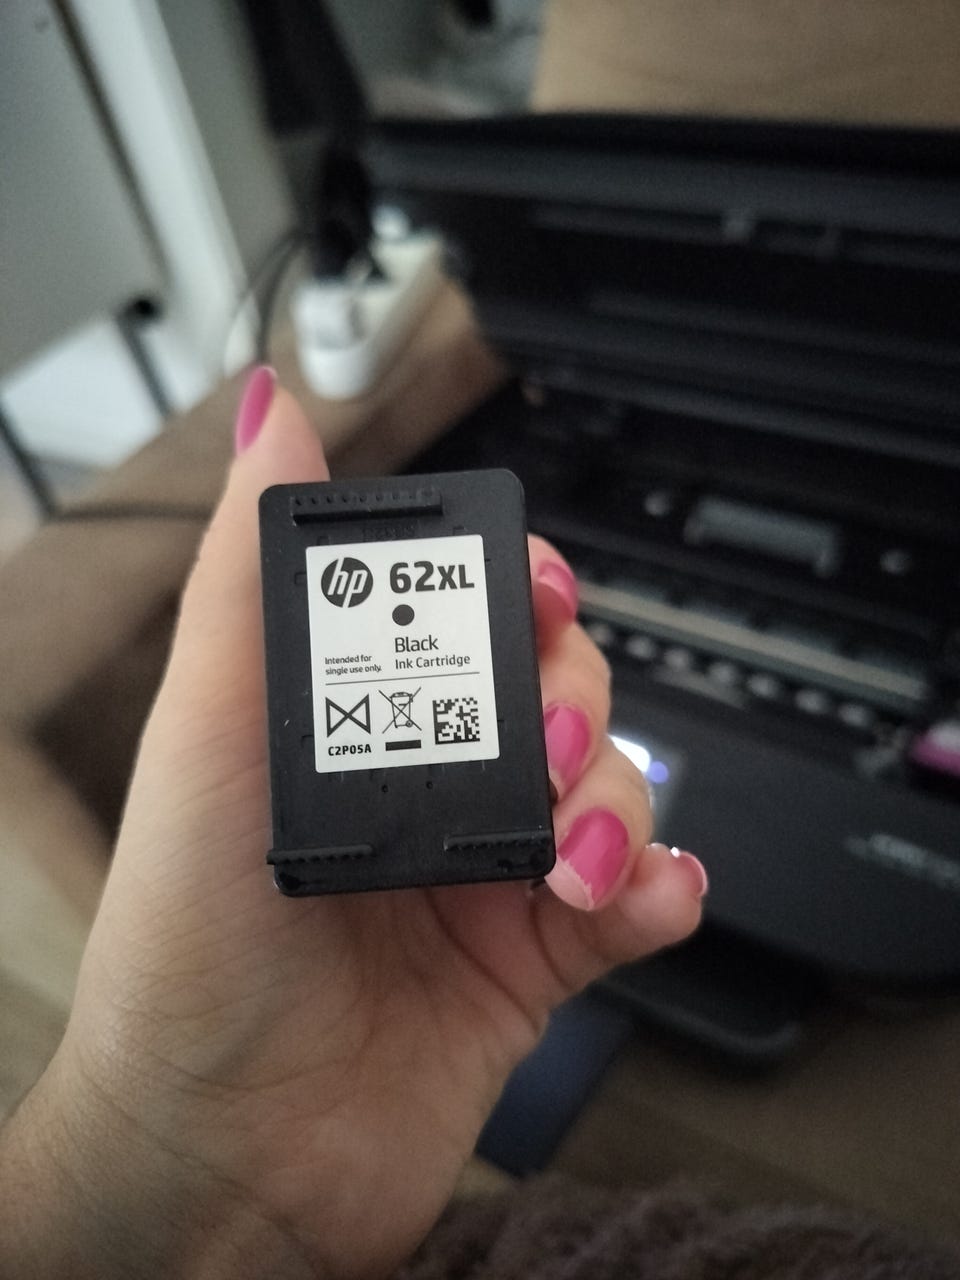 hp 62XL
Black
Ink Cartridge
Intended for
single use only.
C2P05A